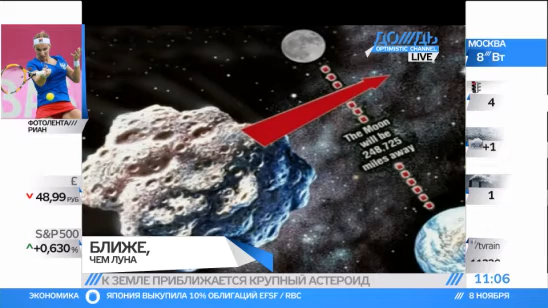 ДОЖДЬ
OPTIMISTIC CHANNEL
LIVE
МОСКВА
8 Вт
4
+1
1
ФОТОЛЕНТА///
РИАН
£
48,99 РУБ
S&P500
+0,630 %
The Moon
will be
248,725
miles away
БЛИЖЕ,
ЧЕМ ЛУНА
/tvrain
К ЗЕМЛЕ ПРИБЛИЖАЕТСЯ КРУПНЫЙ АСТЕРОИД
11:06
ЭКОНОМИКА
ЯПОНИЯ ВЫКУПИЛА 10% ОБЛИГАЦИЙ EFSF / RBC
/// 8 НОЯБРЯ